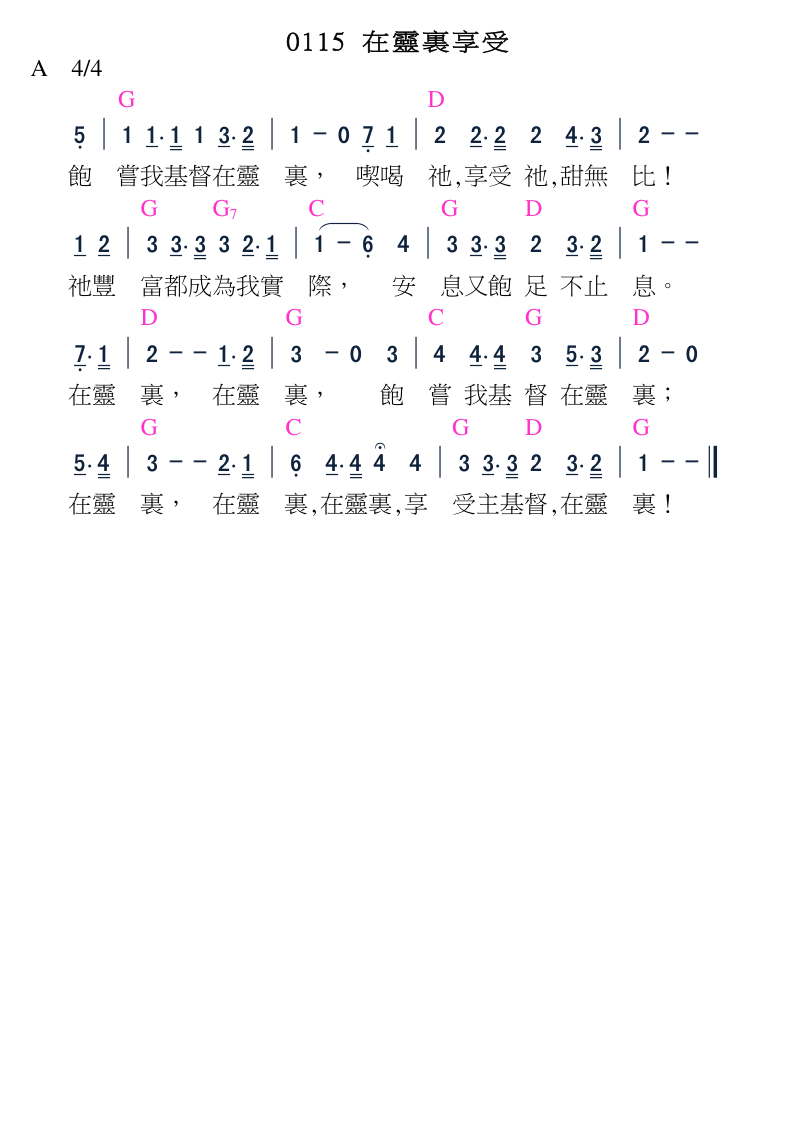 0115 在靈裏享受
A 4/4
G D
5 | 1 1·1 1 3·2 | 1 - 0 7 1 | 2 2·2 2 4·3 | 2 - -
飽 嘗我基督在靈 裏， 喫喝 祂,享受 祂,甜無 比！
G G7 C G D G
1 2 | 3 3·3 3 2·1 | 1 - 6 4 | 3 3·3 2 3·2 | 1 - -
祂豐 富都成為我實 際， 安 息又飽 足 不止 息。
D G C G D
7·1 | 2 - - 1·2 | 3 - 0 3 | 4 4·4 3 5·3 | 2 - 0
在靈 裏， 在靈 裏， 飽 嘗 我基 督 在靈 裏；
G C G D G
5·4 | 3 - - 2·1 | 6 4·4 4 4 | 3 3·3 2 3·2 | 1 - - ‖
在靈 裏， 在靈 裏,在靈裏,享 受主基督,在靈 裏！